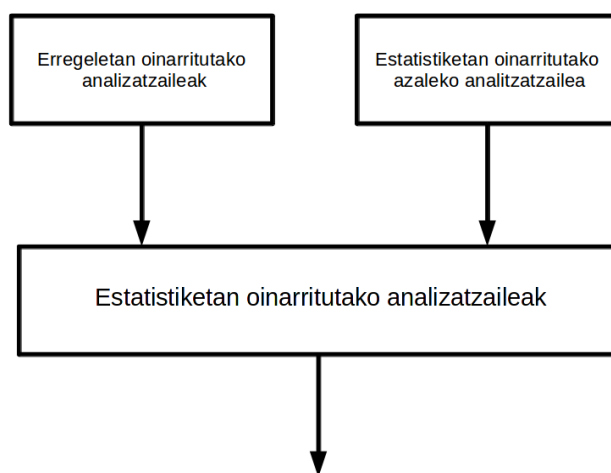 Erregeletan oinarritutako
analizatzaileak
Estatistiketan oinarritutako
azaleko analitzatzailea
Estatistiketan oinarritutako analizatzaileak